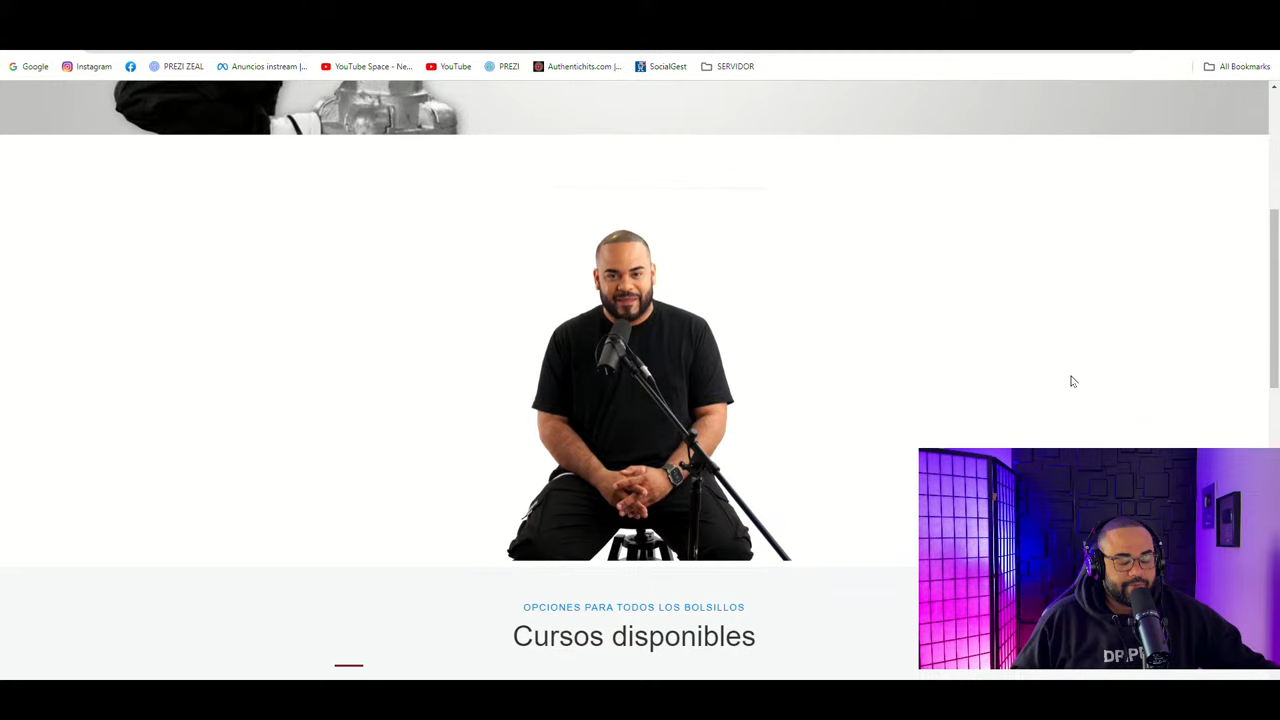 Google Instagram PREZI ZEAL Anuncios instream |... YouTube Space - Ne... YouTube PREZI Authentichits.com |... SocialGest SERVIDOR All Bookmarks
OPCIONES PARA TODOS LOS BOLSILLOS
Cursos disponibles